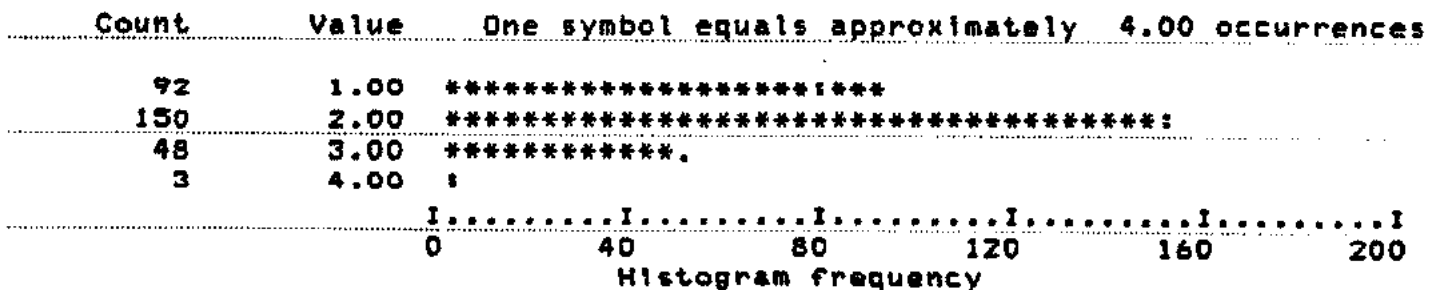 Count Value One symbol equals approximately 4.00 occurrences
92 1.00 *******************:***
150 2.00 *************************************:
48 3.00 ************.
3 4.00 :
I.........I.........I.........I.........I.........I
0 40 80 120 160 200
Histogram frequency